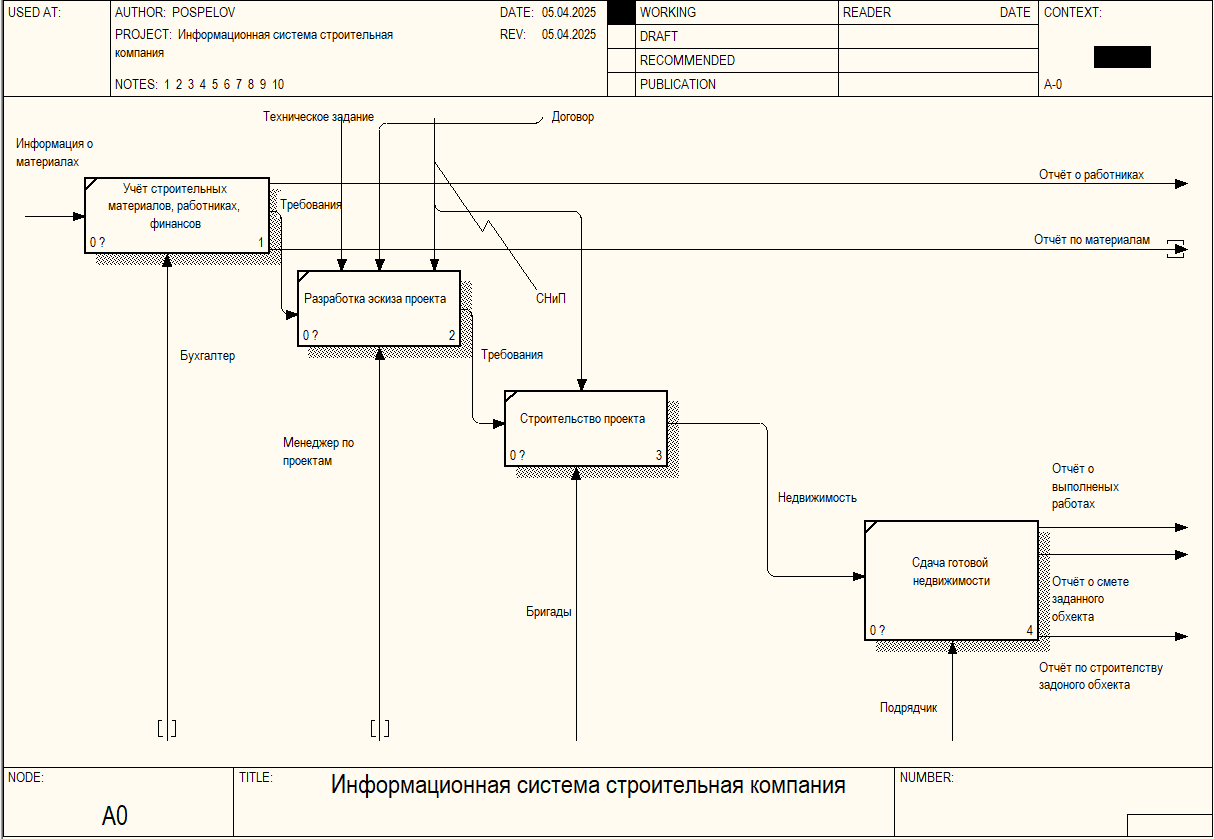 USED AT:
AUTHOR: POSPELOV
DATE: 05.04.2025
WORKING
READER
DATE
CONTEXT:
PROJECT: Информационная система строительная
компания
REV: 05.04.2025
DRAFT
RECOMMENDED
NOTES: 1 2 3 4 5 6 7 8 9 10
PUBLICATION
A-0
Техническое задание
Договор
Информация о
материалах
Учёт строительных
материалов, работниках,
финансов
0 ?
1
Требования
Отчёт о работниках
Отчёт по материалам
Разработка эскиза проекта
0 ?
2
СНиП
Бухгалтер
Требования
Строительство проекта
0 ?
3
Менеджер по
проектам
Недвижимость
Отчёт о
выполненых
работах
Сдача готовой
недвижимости
0 ?
4
Отчёт о смете
заданного
обхекта
Бригады
Отчёт по строителству
задоного обхекта
Подрядчик
NODE:
A0
TITLE:
Информационная система строительная компания
NUMBER: